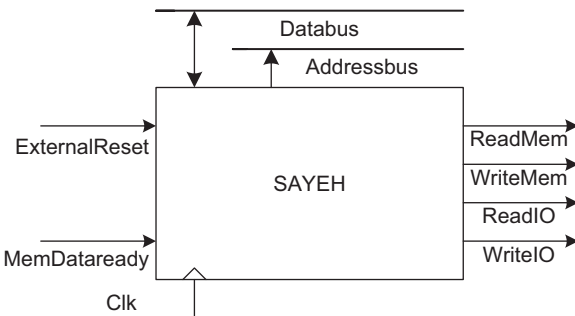 Databus
Addressbus
ExternalReset
ReadMem
WriteMem
SAYEH
ReadIO
MemDataready
WriteIO
Clk